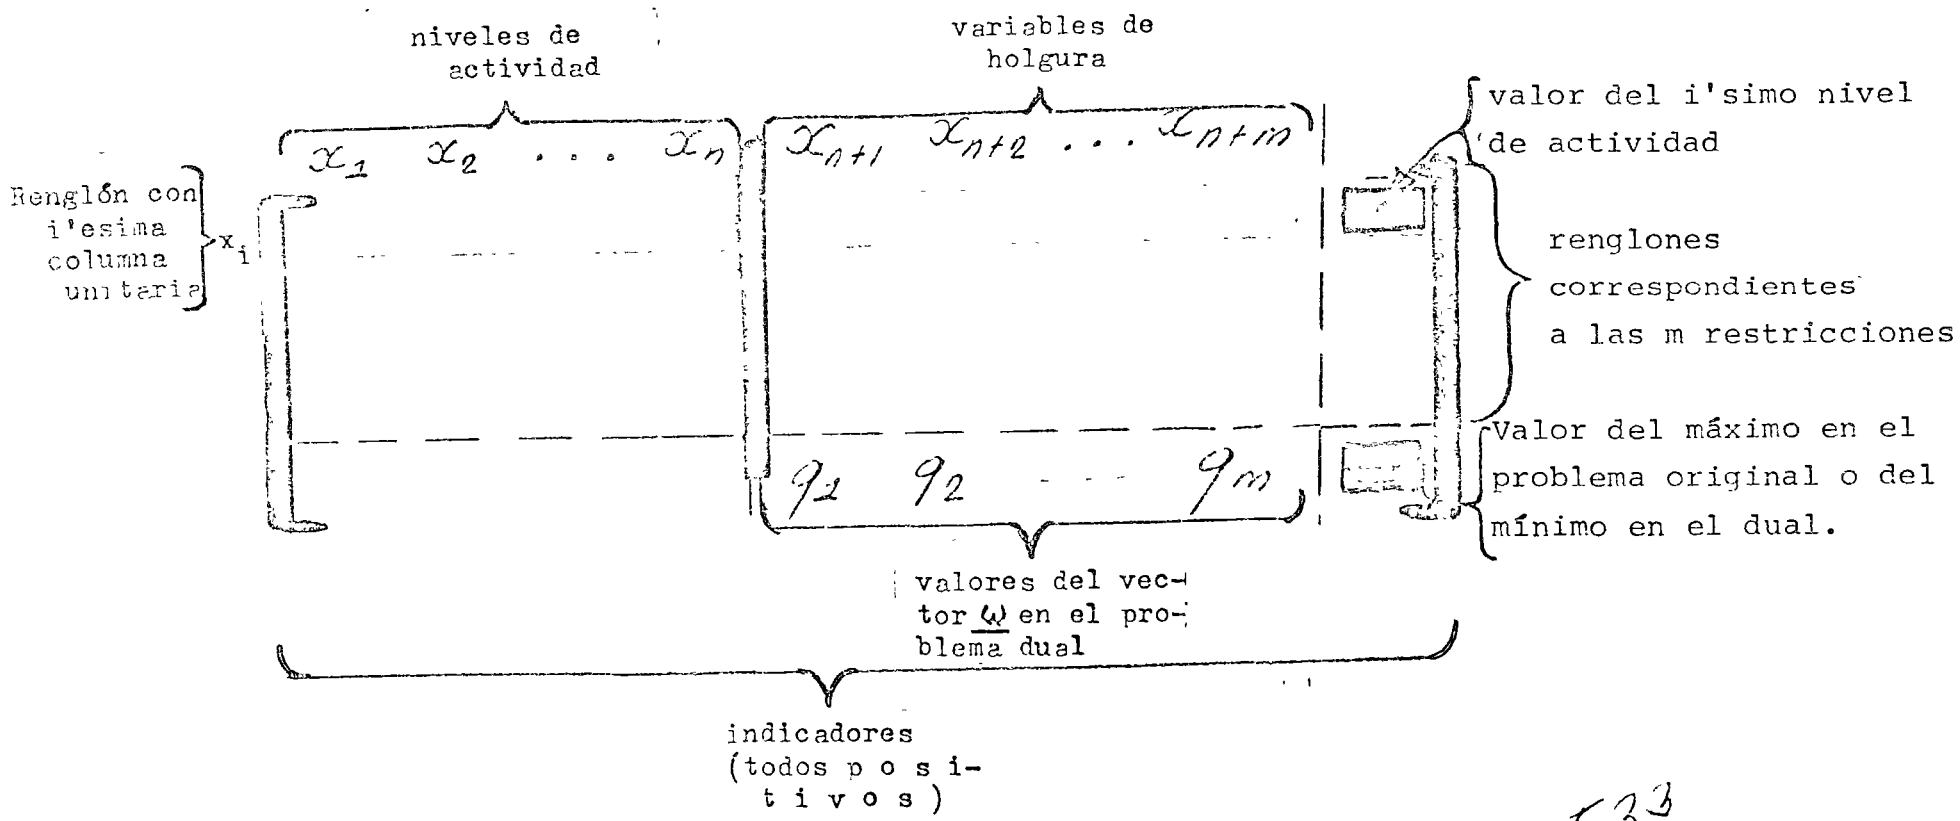 niveles de
actividad
variables de
holgura
valor del i'simo nivel
de actividad
x1 x2 ... xn xn+1 xn+2 ... xn+m
Renglón con
i'esima
columna
unitaria
xi
renglones
correspondientes
a las m restricciones
q1 q2 --- qm
Valor del máximo en el
problema original o del
mínimo en el dual.
valores del vec-
tor ω en el pro-
blema dual
indicadores
(todos p o s i-
t i v o s )